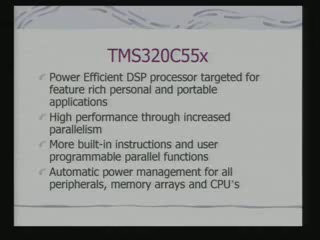 TMS320C55x
Power Efficient DSP processor targeted for
feature rich personal and portable
applications
High performance through increased
parallelism
More built-in instructions and user
programmable parallel functions
Automatic power management for all
peripherals, memory arrays and CPU's